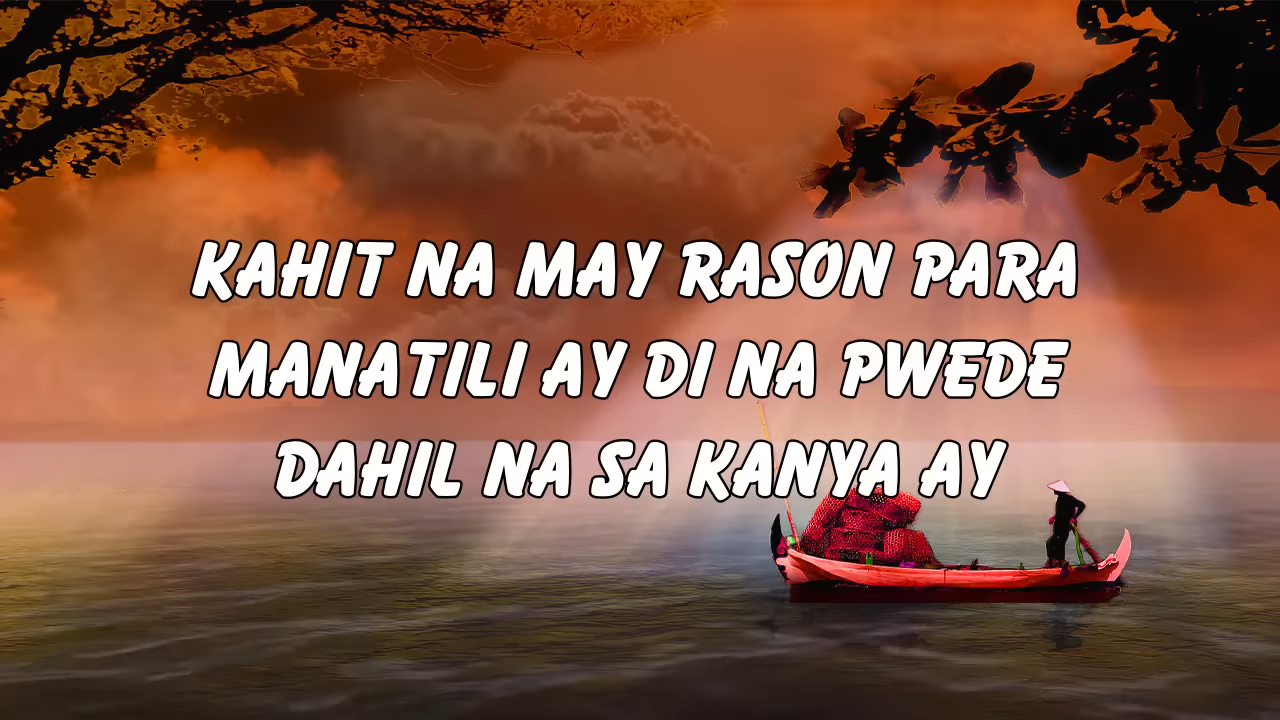 KAHIT NA MAY RASON PARA
MANATILI AY DI NA PWEDE
DAHIL NA SA KANYA AY